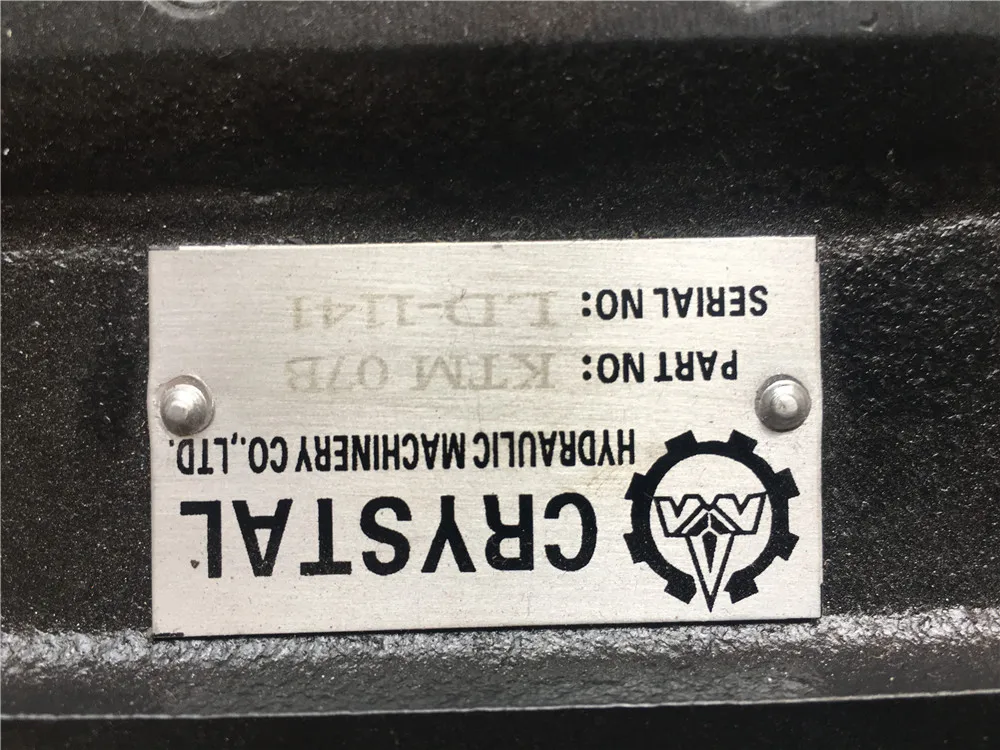 CRYSTAL
HYDRAULIC MACHINERY CO.,LTD.
PART NO: KTM 07B
SERIAL NO: LD-1141